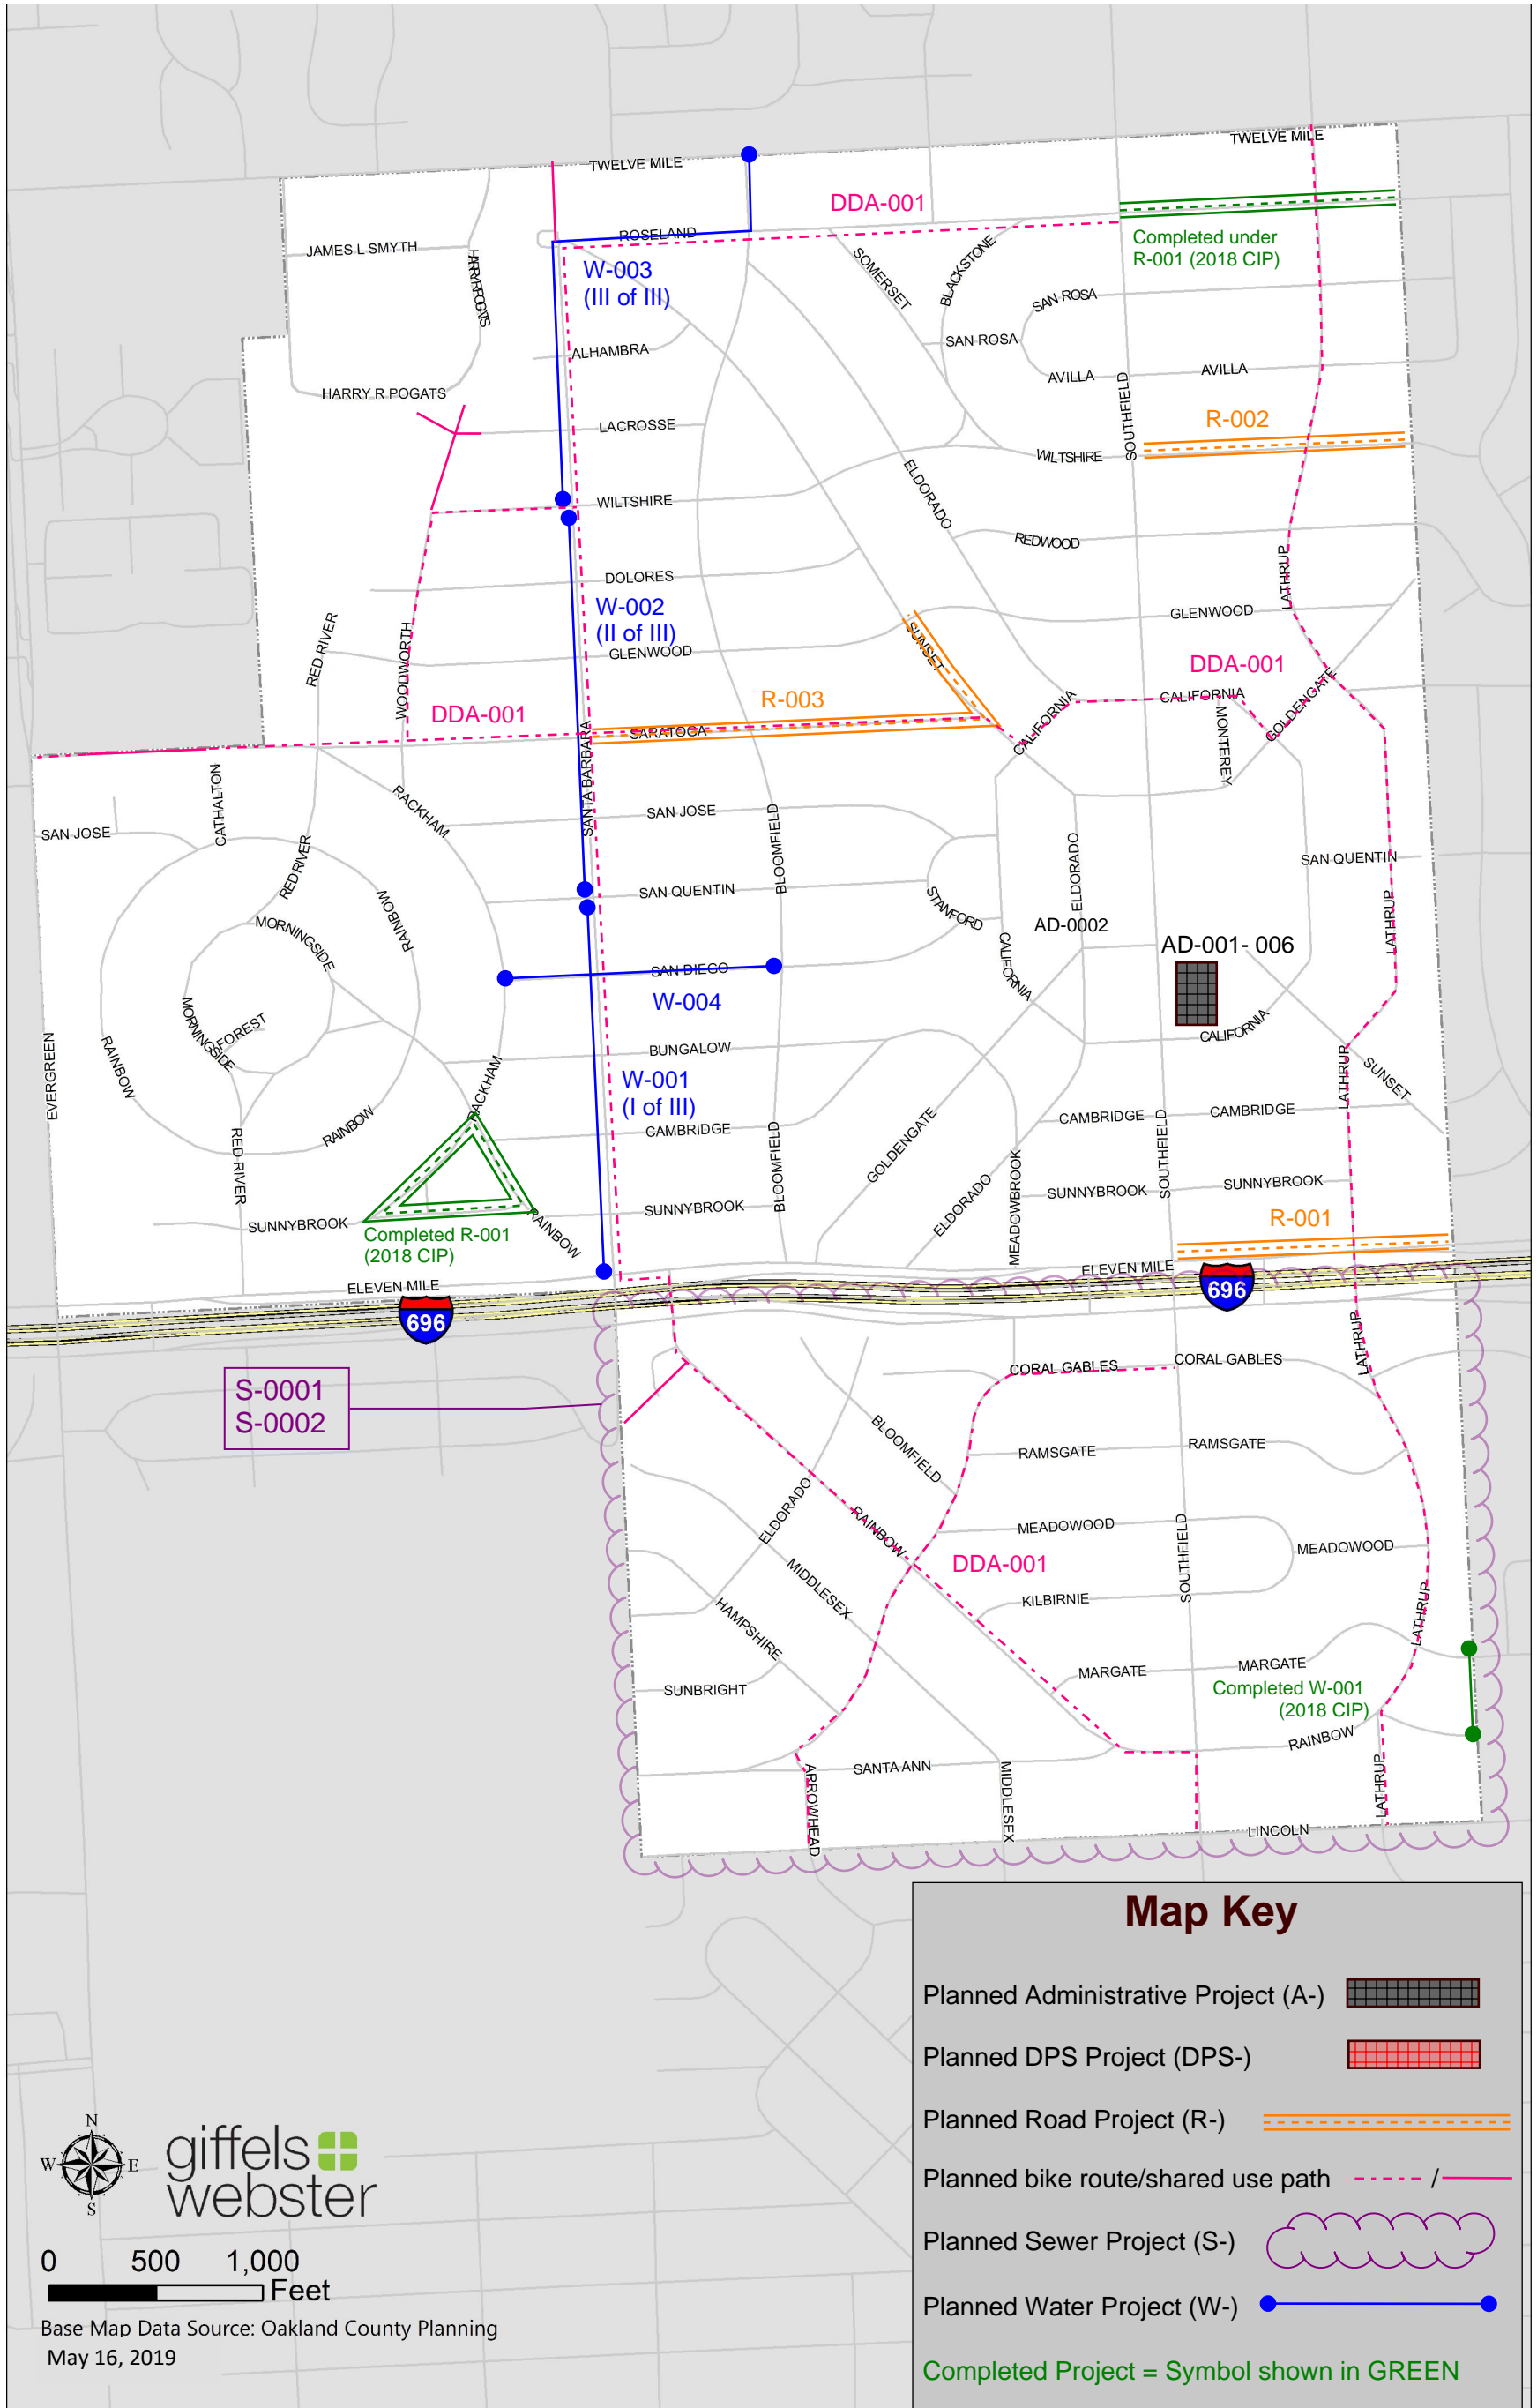 TWELVE MILE
TWELVE MILE
DDA-001
ROSELAND
Completed under
R-001 (2018 CIP)
JAMES L SMYTH
HARRY R POGATS
W-003
(III of III)
SOMERSET
BLACKSTONE
SAN ROSA
SAN ROSA
ALHAMBRA
AVILLA
AVILLA
HARRY R POGATS
SOUTHFIELD
R-002
LACROSSE
WILTSHIRE
ELDORADO
WILTSHIRE
REDWOOD
DOLORES
LATHRUP
W-002
(II of III)
GLENWOOD
RED RIVER
WOODWORTH
GLENWOOD
SUNSET
DDA-001
R-003
CALIFORNIA
DDA-001
SARATOGA
CALIFORNIA
GOLDENGATE
MONTEREY
SANTA BARBARA
CATHALTON
RACKHAM
SAN JOSE
SAN JOSE
BLOOMFIELD
RED RIVER
ELDORADO
SAN QUENTIN
SAN QUENTIN
RAINBOW
MORNINGSIDE
STANFORD
AD-0002
LATHRUP
AD-001- 006
CALIFORNIA
SAN DIEGO
W-004
MORNINGSIDE
FOREST
CALIFORNIA
BUNGALOW
EVERGREEN
RAINBOW
RACKHAM
W-001
(I of III)
LATHRUP
SUNSET
CAMBRIDGE
CAMBRIDGE
CAMBRIDGE
RAINBOW
GOLDENGATE
SOUTHFIELD
RED RIVER
BLOOMFIELD
MEADOWBROOK
SUNNYBROOK
SUNNYBROOK
SUNNYBROOK
ELDORADO
SUNNYBROOK
Completed R-001
(2018 CIP)
RAINBOW
R-001
ELEVEN MILE
ELEVEN MILE
696
696
S-0001
S-0002
LATHRUP
CORAL GABLES
CORAL GABLES
BLOOMFIELD
RAMSGATE
RAMSGATE
ELDORADO
RAINBOW
MEADOWOOD
SOUTHFIELD
MEADOWOOD
DDA-001
MIDDLESEX
KILBIRNIE
LATHRUP
HAMPSHIRE
MARGATE
MARGATE
SUNBRIGHT
Completed W-001
(2018 CIP)
RAINBOW
SANTA ANN
ARROWHEAD
MIDDLESEX
LATHRUP
LINCOLN
Map Key
Planned Administrative Project (A-)
Planned DPS Project (DPS-)
Planned Road Project (R-)
Planned bike route/shared use path /
Planned Sewer Project (S-)
Planned Water Project (W-)
Completed Project = Symbol shown in GREEN
N
W E
S
giffels
webster
0 500 1,000
Feet
Base Map Data Source: Oakland County Planning
May 16, 2019